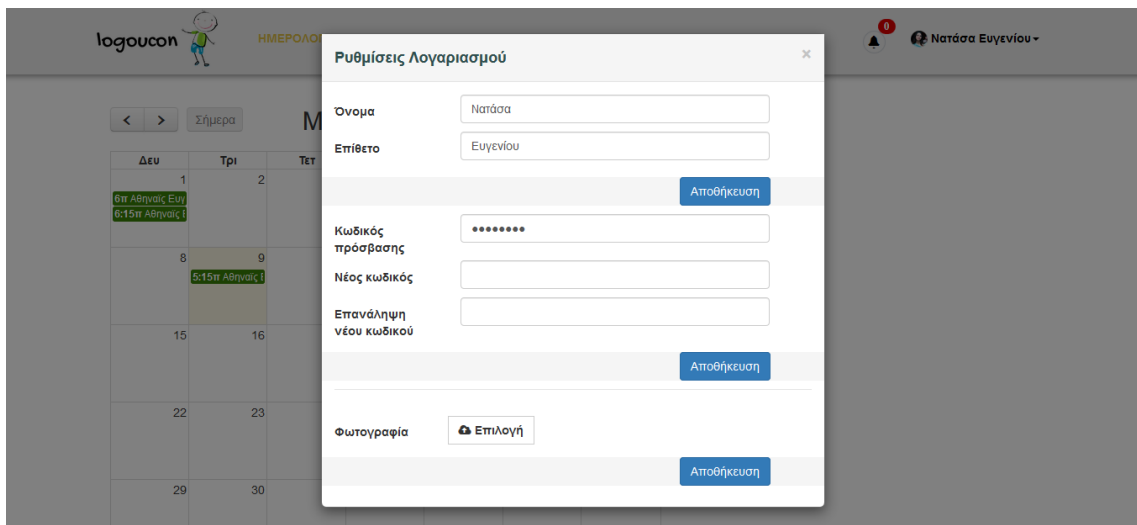 logoucon
ΗΜΕΡΟΛΟΓ
0
Νατάσα Ευγενίου
Ρυθμίσεις Λογαριασμού
×
Όνομα
Νατάσα
Επίθετο
Ευγενίου
Αποθήκευση
Κωδικός
πρόσβασης
••••••••
Νέος κωδικός
Επανάληψη
νέου κωδικού
Αποθήκευση
Φωτογραφία
Επιλογή
Αποθήκευση
Σήμερα
Μ
Δευ Τρι Τετ
1 2
6π Αθηναϊς Ευγ
6:15π Αθηναϊς Ε
8 9
5:15π Αθηναϊς Ε
15 16
22 23
29 30